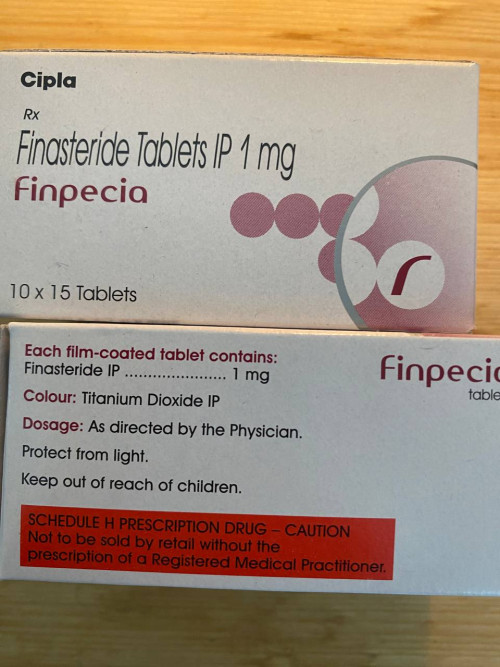 Cipla
Rx
Finasteride Tablets IP 1 mg
Finpecia
10 x 15 Tablets
Each film-coated tablet contains:
Finasteride IP ...................... 1 mg
Finpecia
table
Colour: Titanium Dioxide IP
Dosage: As directed by the Physician.
Protect from light.
Keep out of reach of children.
SCHEDULE H PRESCRIPTION DRUG – CAUTION
Not to be sold by retail without the
prescription of a Registered Medical Practitioner.